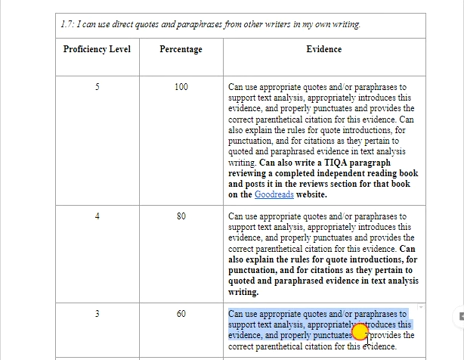 1.7: I can use direct quotes and paraphrases from other writers in my own writing.
Proficiency Level Percentage Evidence
5 100 Can use appropriate quotes and/or paraphrases to
support text analysis, appropriately introduces this
evidence, and properly punctuates and provides the
correct parenthetical citation for this evidence. Can
also explain the rules for quote introductions, for
punctuation, and for citations as they pertain to
quoted and paraphrased evidence in text analysis
writing. Can also write a TIQA paragraph
reviewing a completed independent reading book
and posts it in the reviews section for that book
on the Goodreads website.
4 80 Can use appropriate quotes and/or paraphrases to
support text analysis, appropriately introduces this
evidence, and properly punctuates and provides the
correct parenthetical citation for this evidence. Can
also explain the rules for quote introductions, for
punctuation, and for citations as they pertain to
quoted and paraphrased evidence in text analysis
writing.
3 60 Can use appropriate quotes and/or paraphrases to
support text analysis, appropriately introduces this
evidence, and properly punctuates provides the
correct parenthetical citation for this evidence.